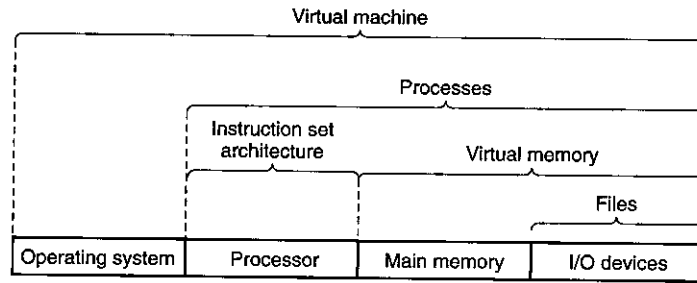 Virtual machine
Processes
Instruction set
architecture
Virtual memory
Files
Operating system
Processor
Main memory
I/O devices